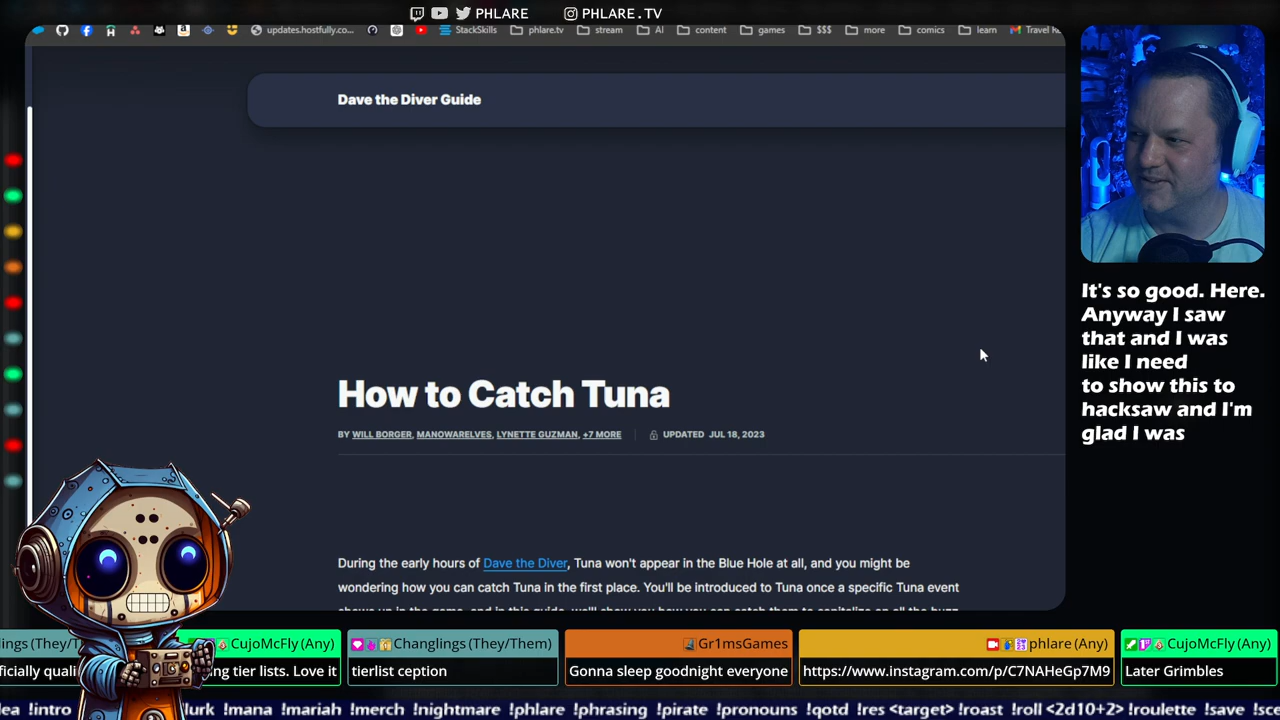 PHLARE
PHLARE.TV
updates.hostfully.co...
StackSkills
phlare.tv
stream
AI
content
games
$$$
more
comics
learn
Dave the Diver Guide
How to Catch Tuna
BY WILL BORGER, MANOWARELVES, LYNETTE GUZMAN, +7 MORE
UPDATED JUL 18, 2023
During the early hours of Dave the Diver, Tuna won't appear in the Blue Hole at all, and you might be
wondering how you can catch Tuna in the first place. You'll be introduced to Tuna once a specific Tuna event
It's so good. Here.
Anyway I saw
that and I was
like I need
to show this to
hacksaw and I'm
glad I was
CujoMcFly (Any)
ng tier lists. Love it
Changlings (They/Them)
tierlist ception
Gr1msGames
Gonna sleep goodnight everyone
phlare (Any)
https://www.instagram.com/p/C7NAHeGp7M9
CujoMcFly (Any)
Later Grimbles
!intro !lurk !mana !mariah !merch !nightmare !phlare !phrasing !pirate !pronouns !qotd !res <target> !roast !roll <2d10+2> !roulette !save